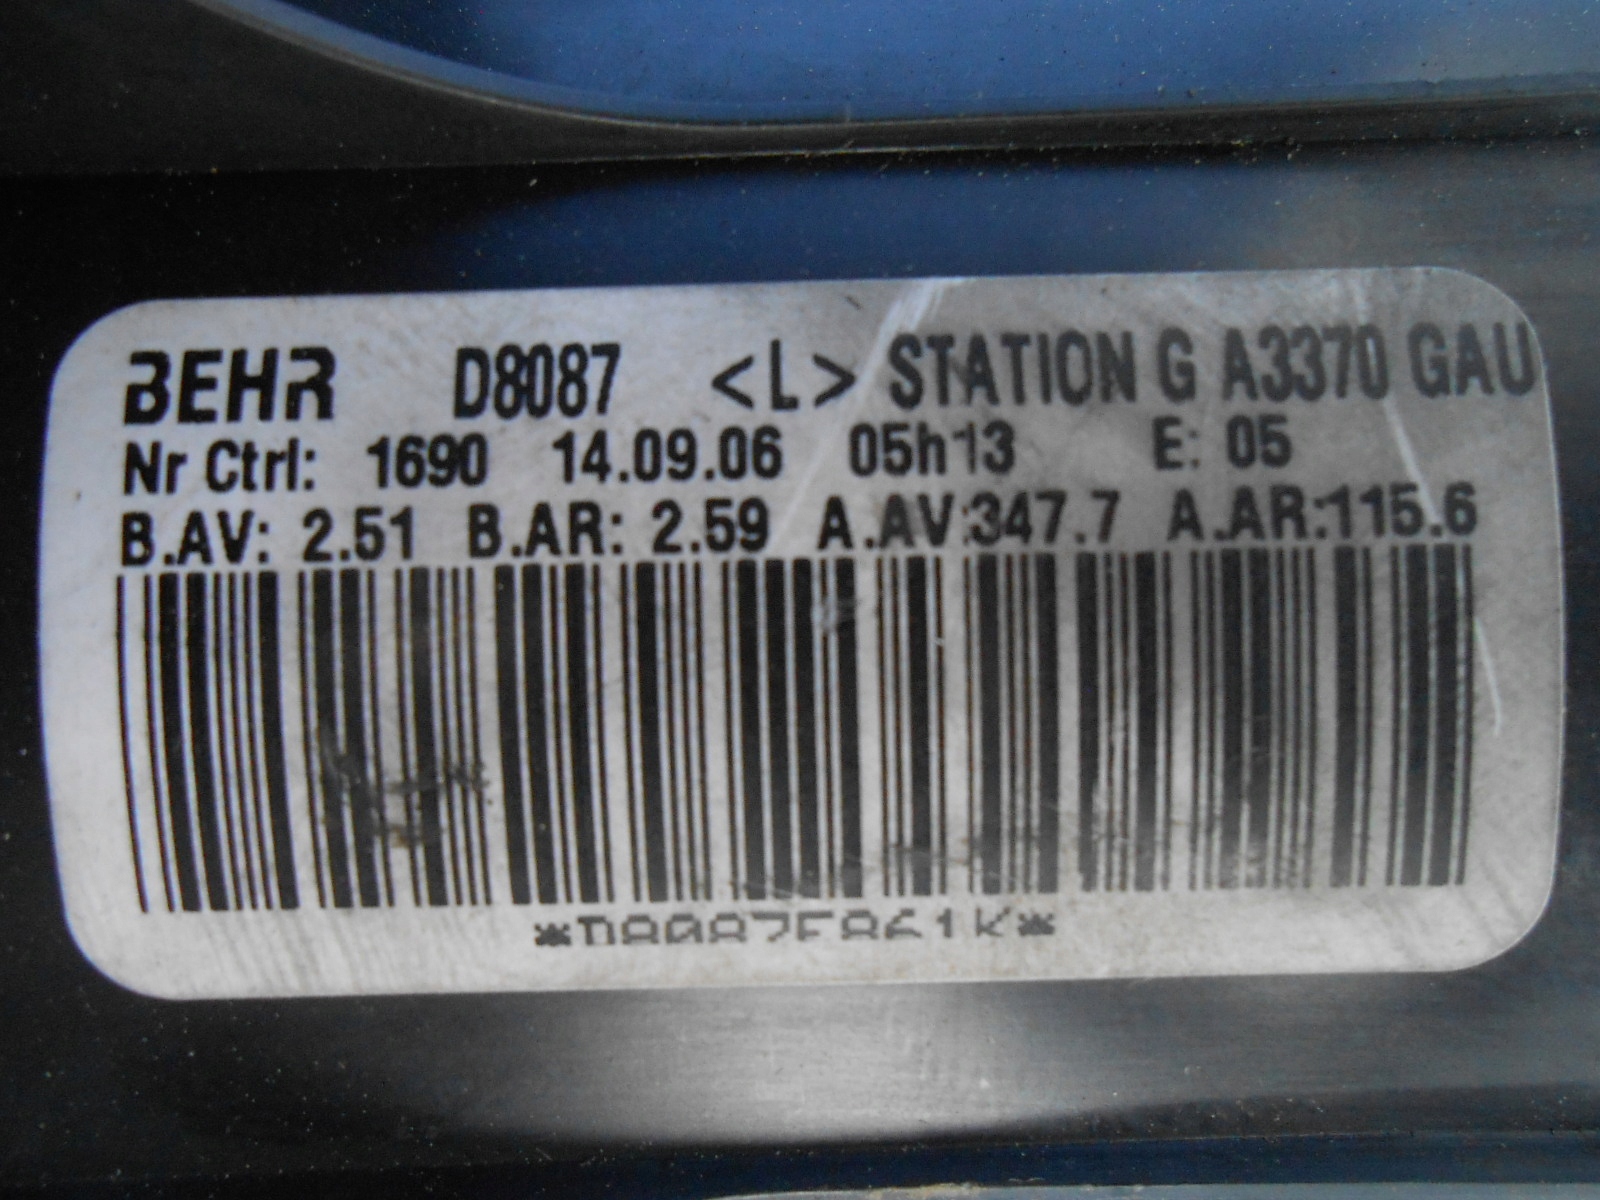 BEHR D8087 <L> STATION G A3370 GAU
Nr Ctrl: 1690 14.09.06 05h13 E: 05
B.AV: 2.51 B.AR: 2.59 A.AV:347.7 A.AR:115.6